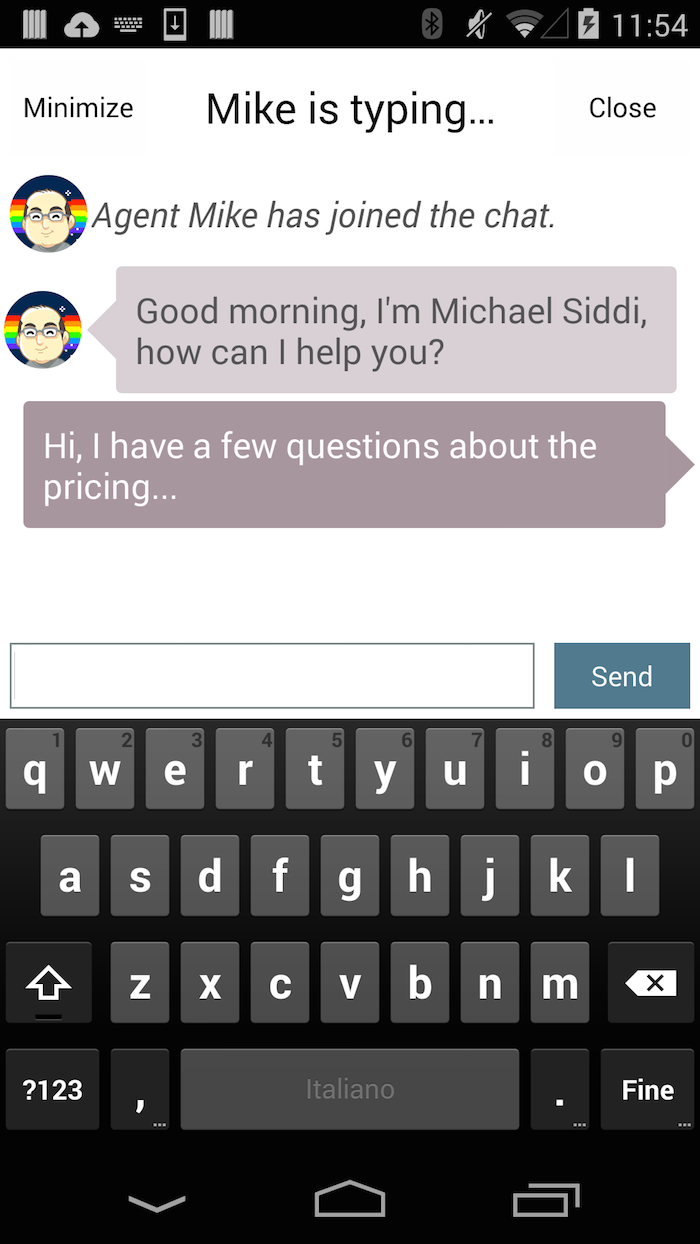 11:54
Minimize
Mike is typing...
Close
Agent Mike has joined the chat.
Good morning, I'm Michael Siddi,
how can I help you?
Hi, I have a few questions about the
pricing...
Send
1 2 3 4 5 6 7 8 9 0
q w e r t y u i o p
a s d f g h j k l
z x c v b n m
?123 , Italiano . Fine